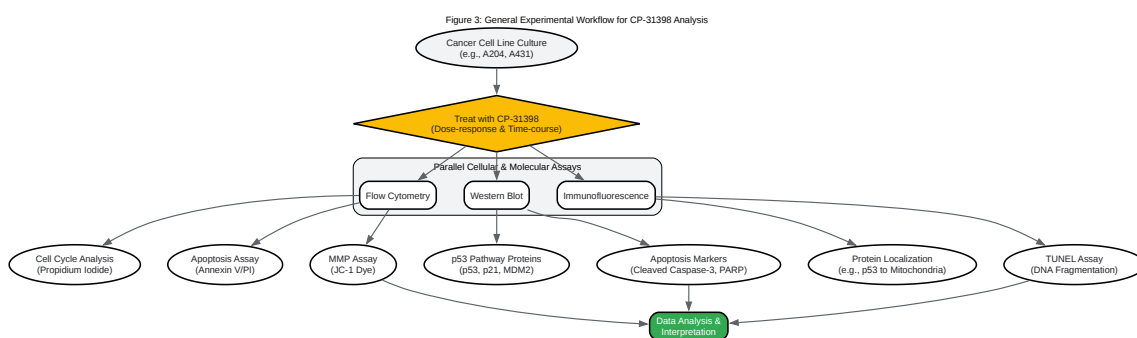 Figure 3: General Experimental Workflow for CP-31398 Analysis
Cancer Cell Line Culture
(e.g., A204, A431)
Treat with CP-31398
(Dose-response & Time-course)
Parallel Cellular & Molecular Assays
Flow Cytometry
Western Blot
Immunofluorescence
Cell Cycle Analysis
(Propidium Iodide)
Apoptosis Assay
(Annexin V/PI)
MMP Assay
(JC-1 Dye)
p53 Pathway Proteins
(p53, p21, MDM2)
Apoptosis Markers
(Cleaved Caspase-3, PARP)
Protein Localization
(e.g., p53 to Mitochondria)
TUNEL Assay
(DNA Fragmentation)
Data Analysis &
Interpretation